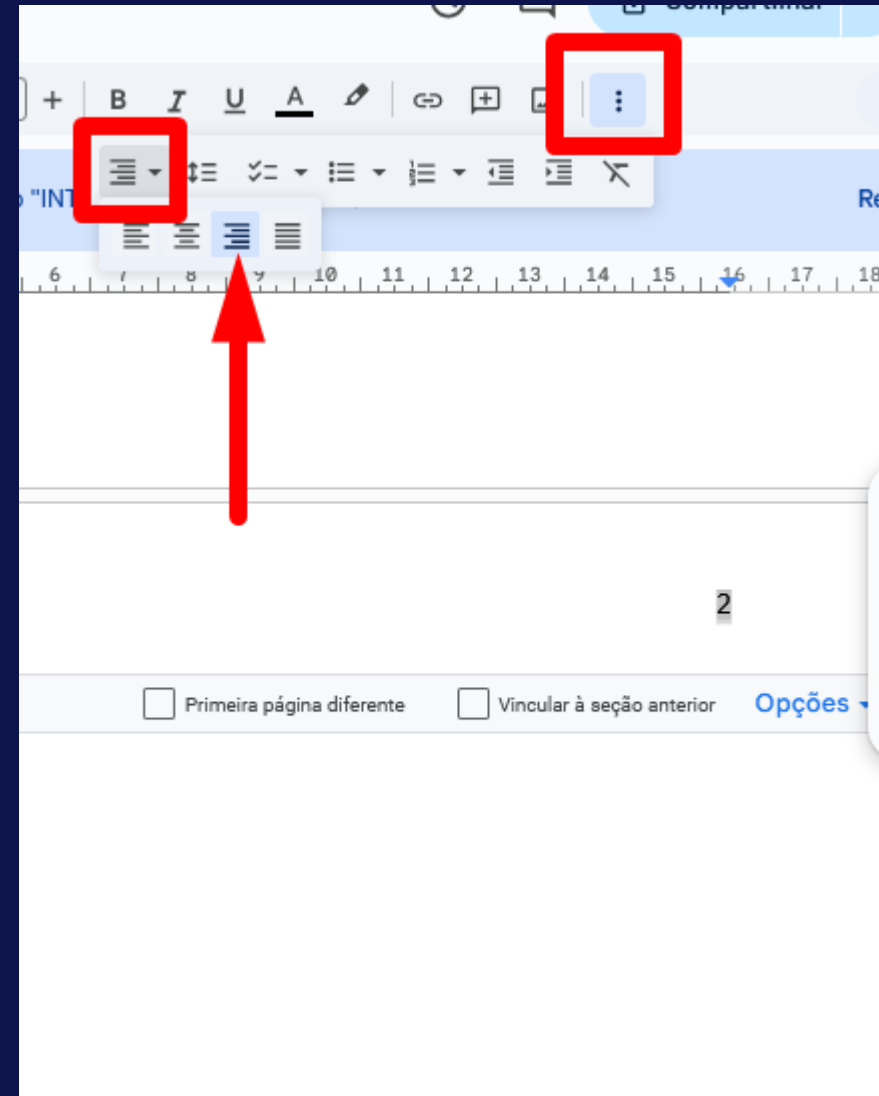 Compartilhar
+ B I U A
o "INT
Re
6 7 8 9 10 11 12 13 14 15 16 17 18
2
Primeira página diferente Vincular à seção anterior Opções